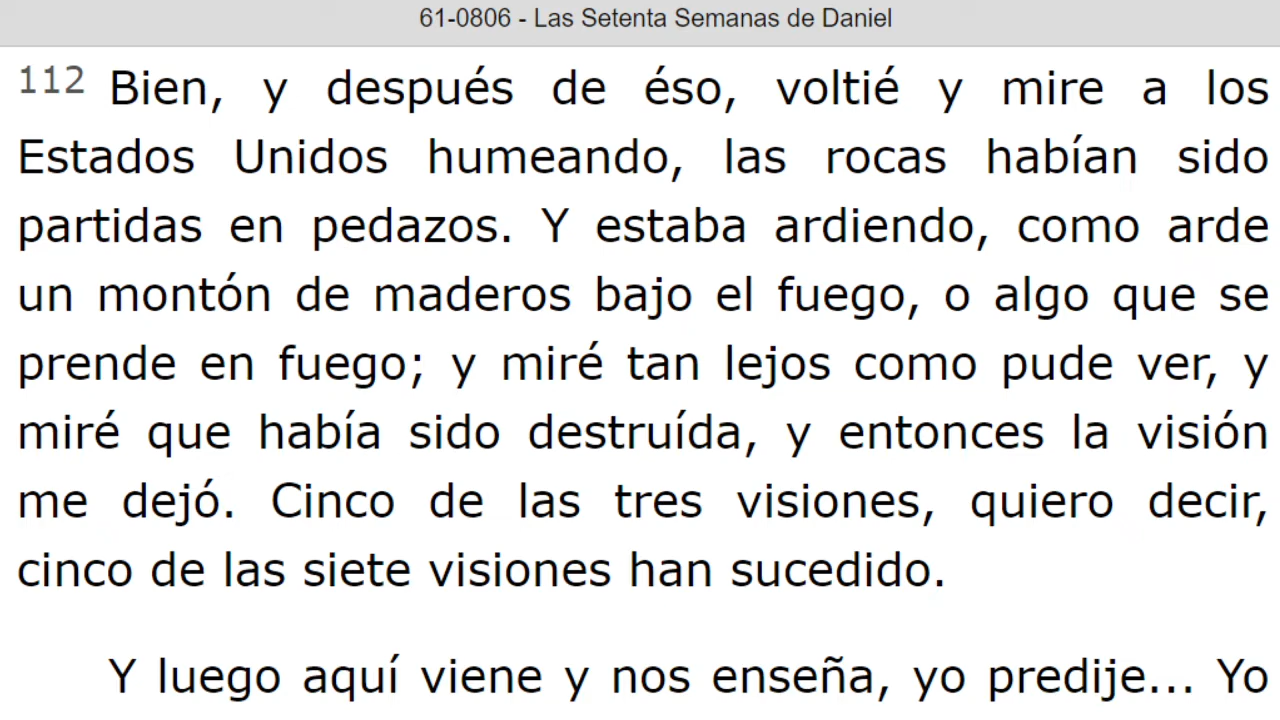 61-0806 - Las Setenta Semanas de Daniel
112 Bien, y después de éso, voltié y mire a los
Estados Unidos humeando, las rocas habían sido
partidas en pedazos. Y estaba ardiendo, como arde
un montón de maderos bajo el fuego, o algo que se
prende en fuego; y miré tan lejos como pude ver, y
miré que había sido destruída, y entonces la visión
me dejó. Cinco de las tres visiones, quiero decir,
cinco de las siete visiones han sucedido.
Y luego aquí viene y nos enseña, yo predije... Yo